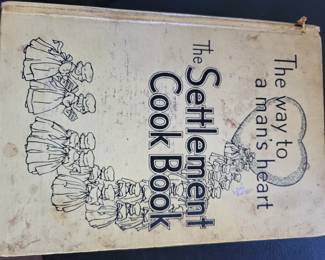 The way to
a man's heart
The
Settlement
Cook Book